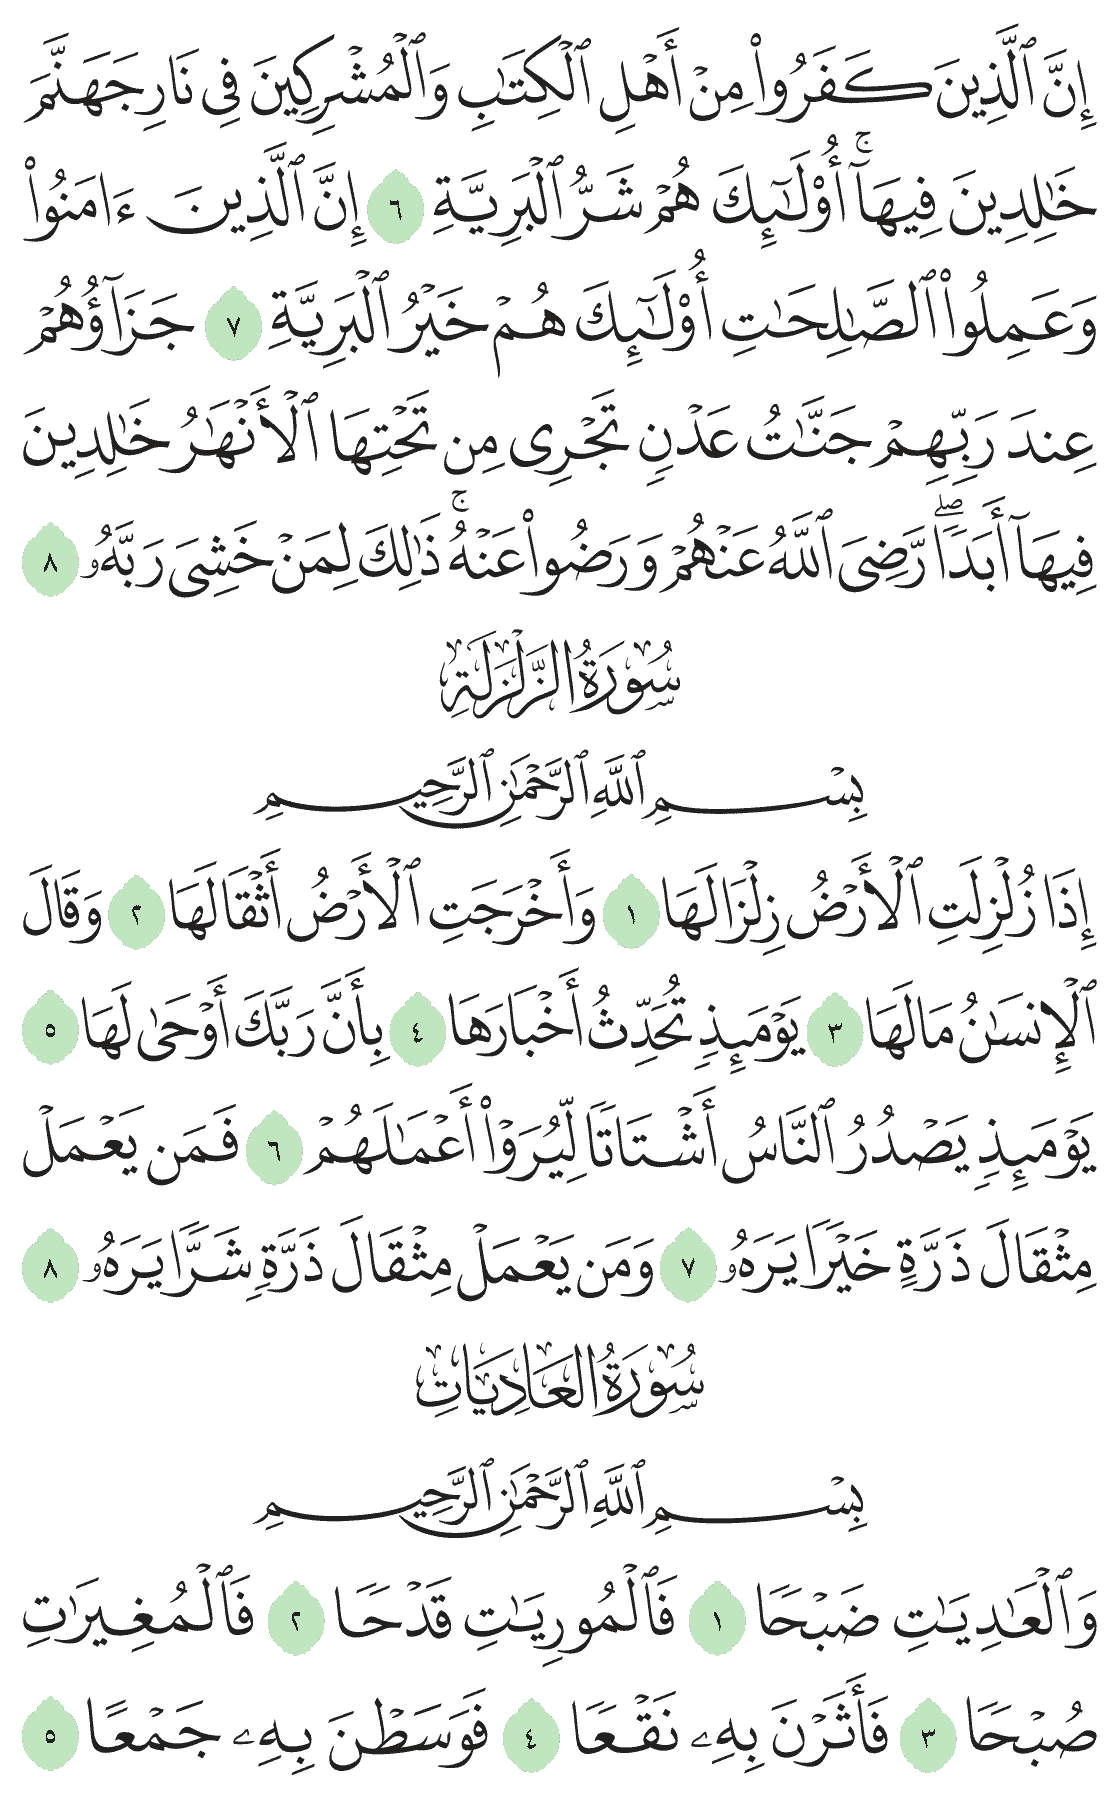 إِنَّ ٱلَّذِينَ كَفَرُوا۟ مِنْ أَهْلِ ٱلْكِتَـٰبِ وَٱلْمُشْرِكِينَ فِى نَارِ جَهَنَّمَ
خَـٰلِدِينَ فِيهَآ ۚ أُو۟لَـٰٓئِكَ هُمْ شَرُّ ٱلْبَرِيَّةِ ٦ إِنَّ ٱلَّذِينَ ءَامَنُوا۟
وَعَمِلُوا۟ ٱلصَّـٰلِحَـٰتِ أُو۟لَـٰٓئِكَ هُمْ خَيْرُ ٱلْبَرِيَّةِ ٧ جَزَآؤُهُمْ
عِندَ رَبِّهِمْ جَنَّـٰتُ عَدْنٍ تَجْرِى مِن تَحْتِهَا ٱلْأَنْهَـٰرُ خَـٰلِدِينَ
فِيهَآ أَبَدًا ۖ رَّضِىَ ٱللَّهُ عَنْهُمْ وَرَضُوا۟ عَنْهُ ۚ ذَٰلِكَ لِمَنْ خَشِىَ رَبَّهُۥ ٨
سُورَةُ الزَّلْزَلَةِ
بِسْمِ ٱللَّهِ ٱلرَّحْمَـٰنِ ٱلرَّحِيمِ
إِذَا زُلْزِلَتِ ٱلْأَرْضُ زِلْزَالَهَا ١ وَأَخْرَجَتِ ٱلْأَرْضُ أَثْقَالَهَا ٢ وَقَالَ
ٱلْإِنسَـٰنُ مَا لَهَا ٣ يَوْمَئِذٍ تُحَدِّثُ أَخْبَارَهَا ٤ بِأَنَّ رَبَّكَ أَوْحَىٰ لَهَا ٥
يَوْمَئِذٍ يَصْدُرُ ٱلنَّاسُ أَشْتَاتًا لِّيُرَوْا۟ أَعْمَـٰلَهُمْ ٦ فَمَن يَعْمَلْ
مِثْقَالَ ذَرَّةٍ خَيْرًا يَرَهُۥ ٧ وَمَن يَعْمَلْ مِثْقَالَ ذَرَّةٍ شَرًّا يَرَهُۥ ٨
سُورَةُ العَادِيَاتِ
بِسْمِ ٱللَّهِ ٱلرَّحْمَـٰنِ ٱلرَّحِيمِ
وَٱلْعَـٰدِيَـٰتِ ضَبْحًا ١ فَٱلْمُورِيَـٰتِ قَدْحًا ٢ فَٱلْمُغِيرَٰتِ
صُبْحًا ٣ فَأَثَرْنَ بِهِۦ نَقْعًا ٤ فَوَسَطْنَ بِهِۦ جَمْعًا ٥